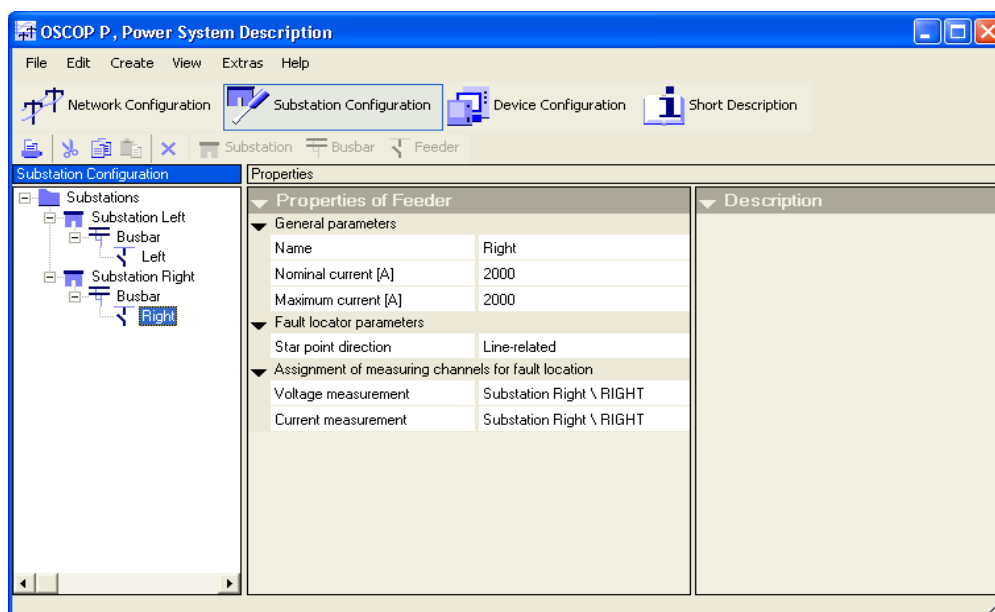 OSCOP P, Power System Description
File Edit Create View Extras Help
Network Configuration Substation Configuration Device Configuration Short Description
Substation Busbar Feeder
Substation Configuration
Substations
Substation Left
Busbar
Left
Substation Right
Busbar
Right
Properties
Properties of Feeder
General parameters
Name Right
Nominal current [A] 2000
Maximum current [A] 2000
Fault locator parameters
Star point direction Line-related
Assignment of measuring channels for fault location
Voltage measurement Substation Right \ RIGHT
Current measurement Substation Right \ RIGHT
Description